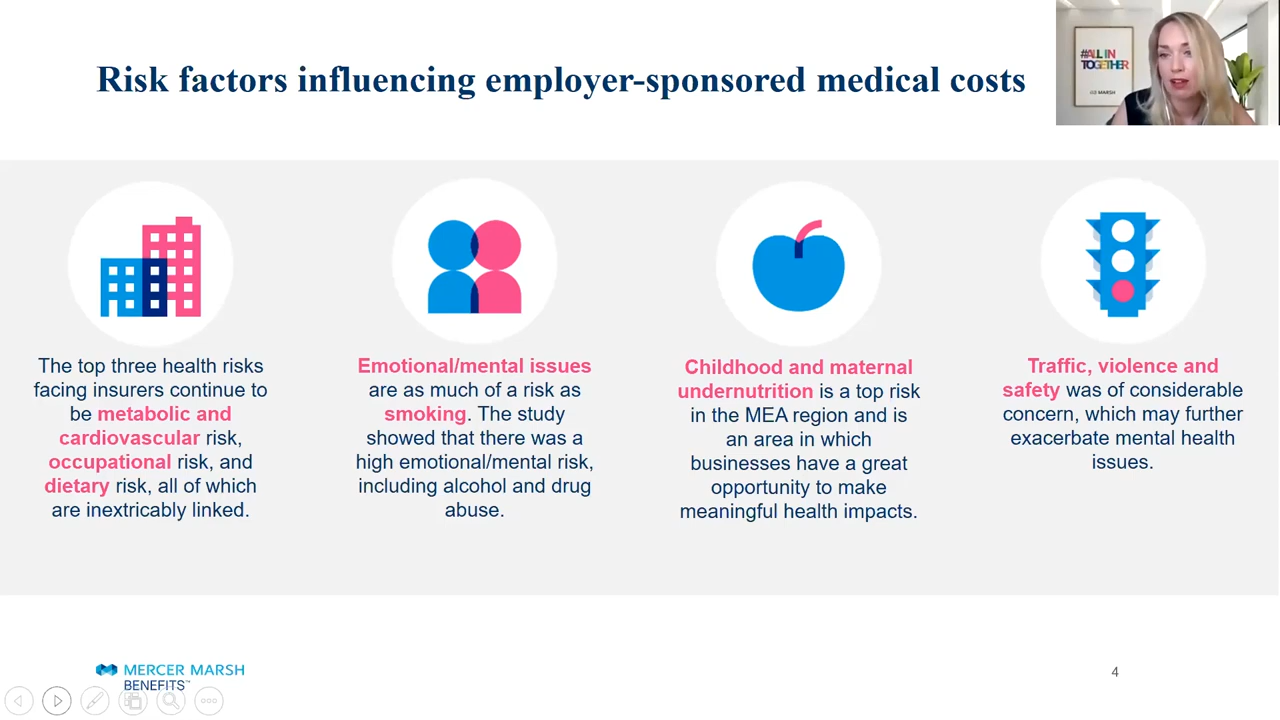 Risk factors influencing employer-sponsored medical costs
#ALL IN
TOGETHER
MARSH
The top three health risks
facing insurers continue to
be metabolic and
cardiovascular risk,
occupational risk, and
dietary risk, all of which
are inextricably linked.
Emotional/mental issues
are as much of a risk as
smoking. The study
showed that there was a
high emotional/mental risk,
including alcohol and drug
abuse.
Childhood and maternal
undernutrition is a top risk
in the MEA region and is
an area in which
businesses have a great
opportunity to make
meaningful health impacts.
Traffic, violence and
safety was of considerable
concern, which may further
exacerbate mental health
issues.
MERCER MARSH
BENEFITS™
4